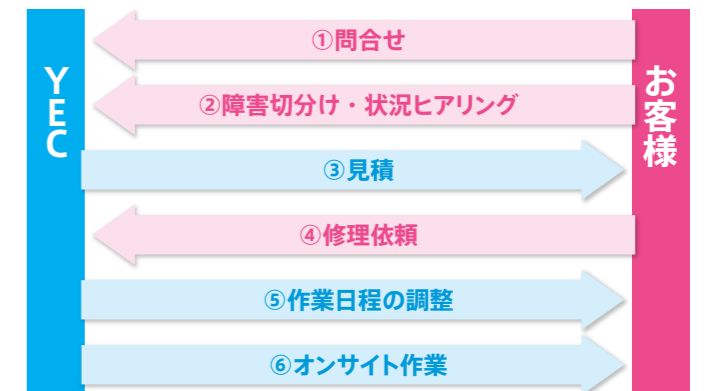 YEC
お客様
①問合せ
②障害切分け・状況ヒアリング
③見積
④修理依頼
⑤作業日程の調整
⑥オンサイト作業